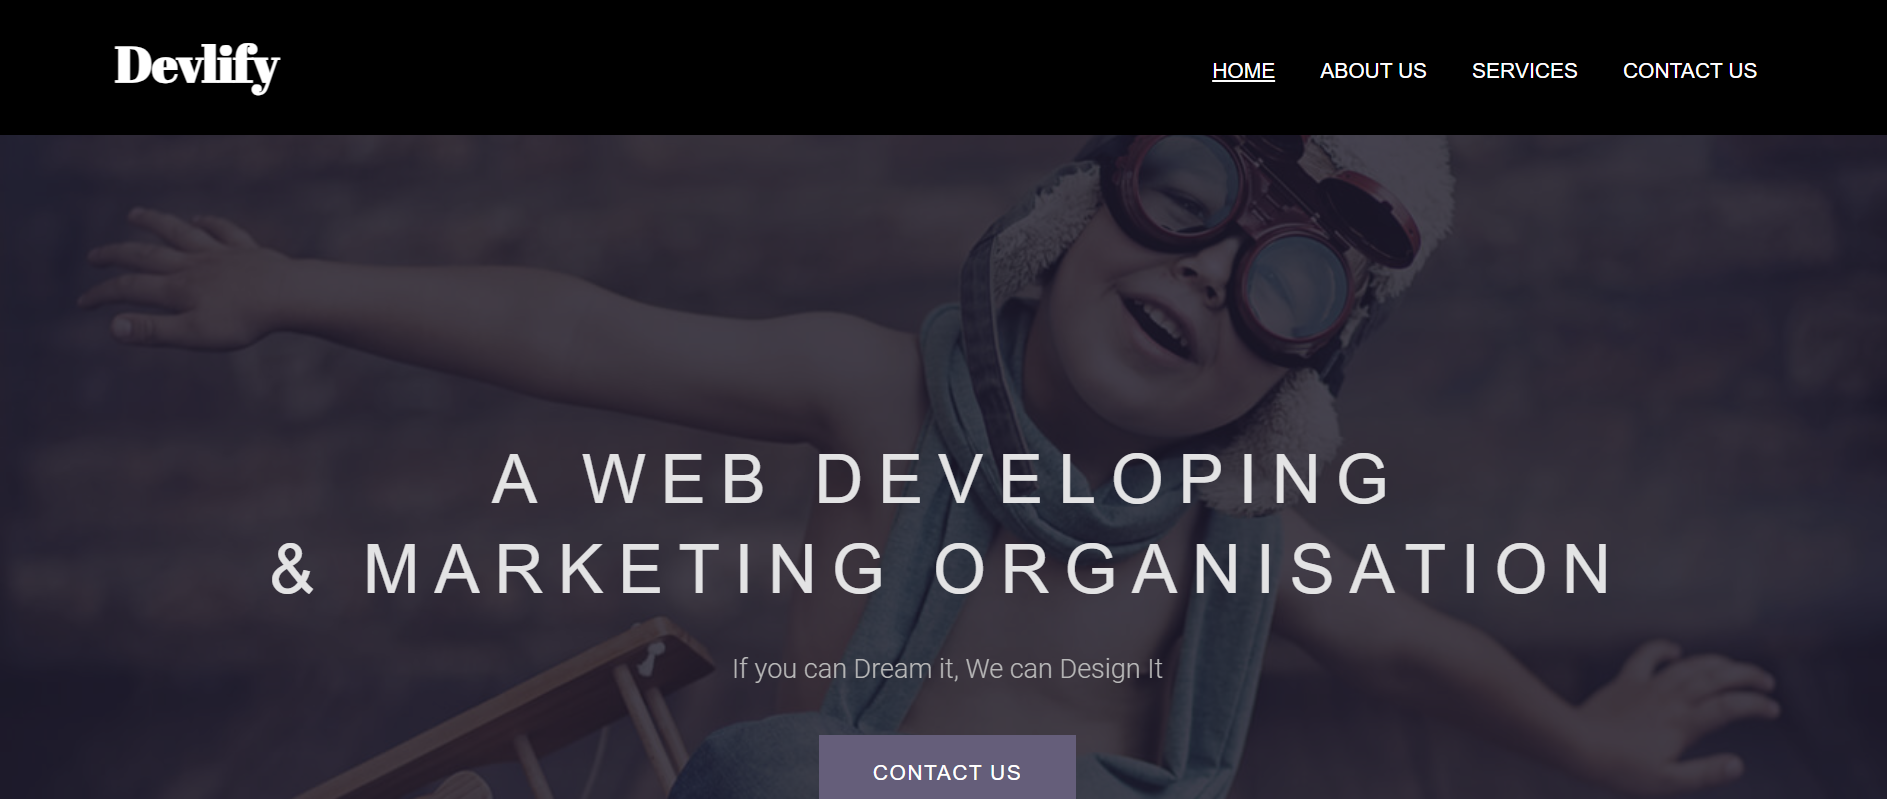 Devlify
HOME ABOUT US SERVICES CONTACT US
A WEB DEVELOPING
& MARKETING ORGANISATION
If you can Dream it, We can Design It
CONTACT US